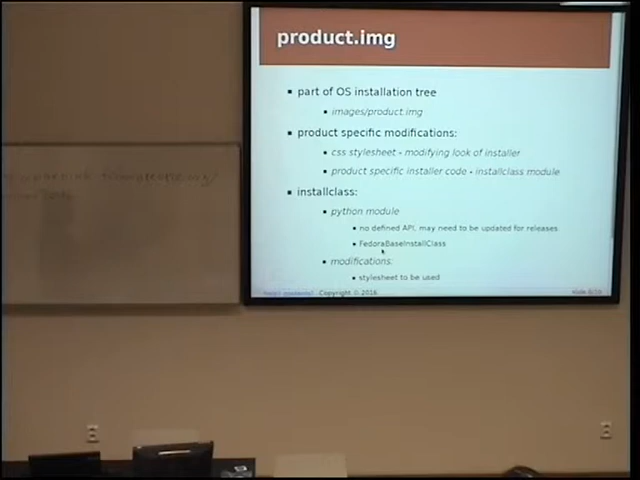 product.img
part of OS installation tree
images/product.img
product specific modifications:
css stylesheet - modifying look of installer
product specific installer code - installclass module
installclass:
python module
no defined API, may need to be updated for releases
FedoraBaseInstallClass
modifications:
stylesheet to be used
Copyright © 2016